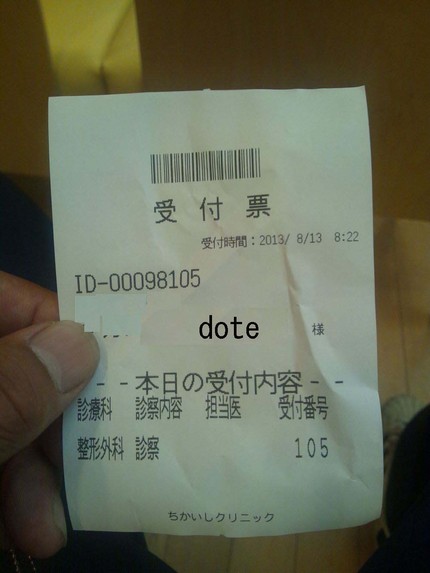 受付票
受付時間：2013/ 8/13 8:22
ID-00098105
dote 様
- - 本日の受付内容 - -
診療科 診察内容 担当医 受付番号
整形外科 診察 105
ちかいしクリニック